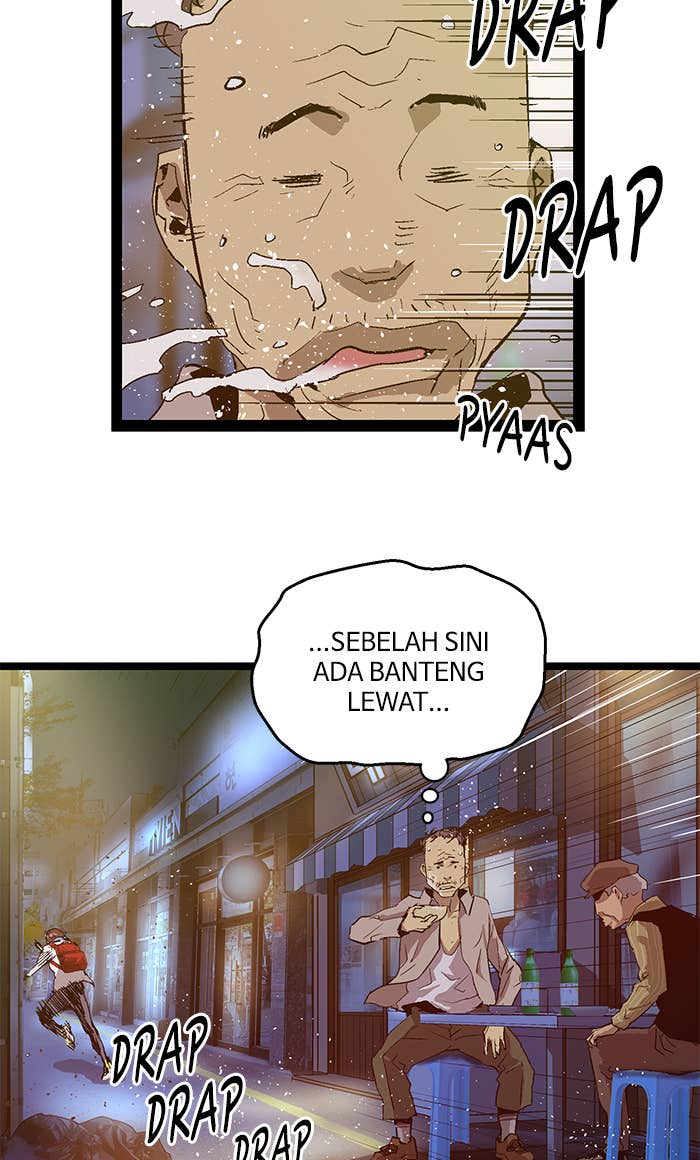 DRAP
DRAP
PYAAS
...SEBELAH SINI
ADA BANTENG
LEWAT...
DRAP
DRAP
DRAP